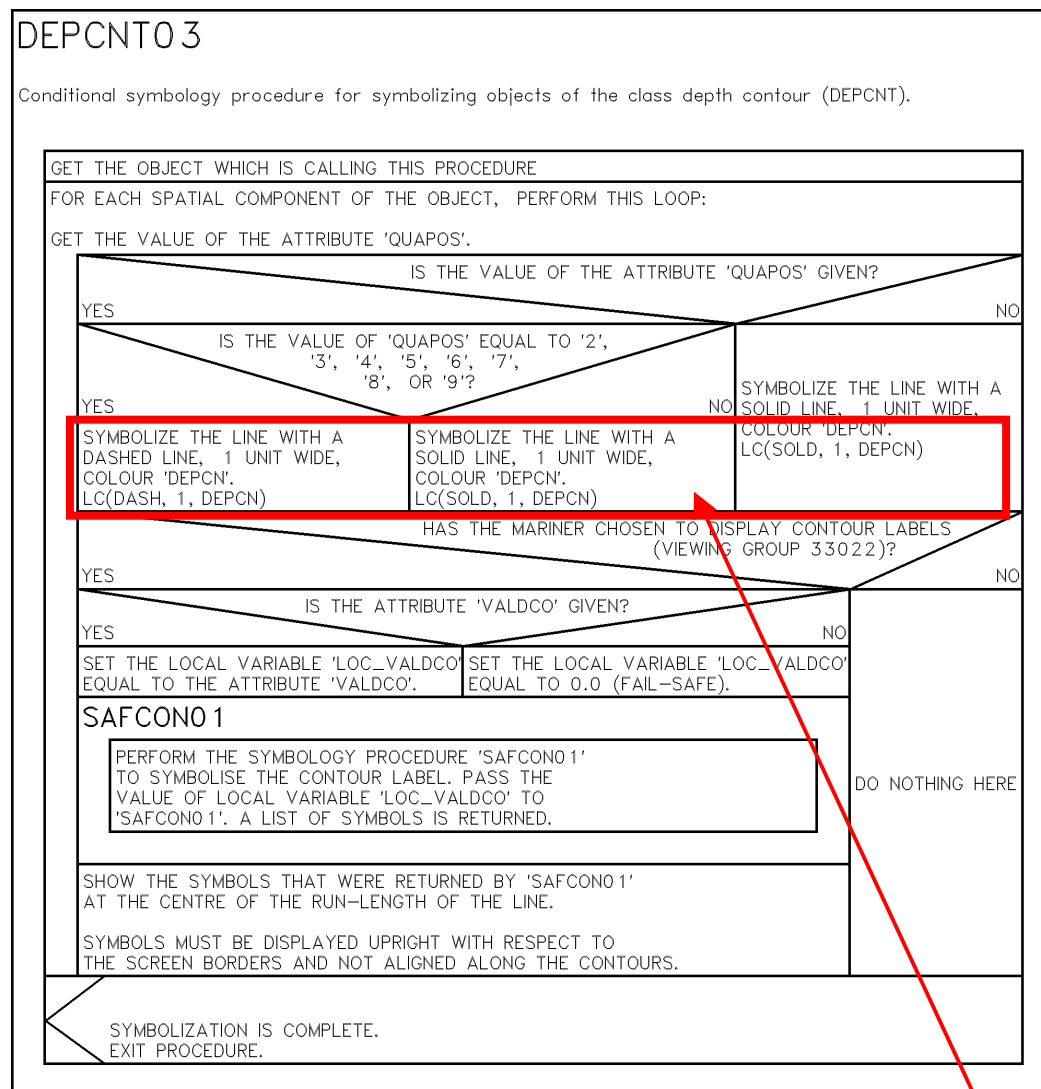 DEPCNT03
Conditional symbology procedure for symbolizing objects of the class depth contour (DEPCNT).
GET THE OBJECT WHICH IS CALLING THIS PROCEDURE
FOR EACH SPATIAL COMPONENT OF THE OBJECT, PERFORM THIS LOOP:
GET THE VALUE OF THE ATTRIBUTE 'QUAPOS'.
IS THE VALUE OF THE ATTRIBUTE 'QUAPOS' GIVEN?
YES
NO
IS THE VALUE OF 'QUAPOS' EQUAL TO '2',
'3', '4', '5', '6', '7',
'8', OR '9'?
YES
NO
SYMBOLIZE THE LINE WITH A
DASHED LINE, 1 UNIT WIDE,
COLOUR 'DEPCN'.
LC(DASH, 1, DEPCN)
SYMBOLIZE THE LINE WITH A
SOLID LINE, 1 UNIT WIDE,
COLOUR 'DEPCN'.
LC(SOLD, 1, DEPCN)
SYMBOLIZE THE LINE WITH A
SOLID LINE, 1 UNIT WIDE,
COLOUR 'DEPCN'.
LC(SOLD, 1, DEPCN)
HAS THE MARINER CHOSEN TO DISPLAY CONTOUR LABELS
(VIEWING GROUP 33022)?
YES
NO
IS THE ATTRIBUTE 'VALDCO' GIVEN?
YES
NO
SET THE LOCAL VARIABLE 'LOC_VALDCO'
EQUAL TO THE ATTRIBUTE 'VALDCO'.
SET THE LOCAL VARIABLE 'LOC_VALDCO'
EQUAL TO 0.0 (FAIL-SAFE).
SAFCON01
PERFORM THE SYMBOLOGY PROCEDURE 'SAFCON01'
TO SYMBOLISE THE CONTOUR LABEL. PASS THE
VALUE OF LOCAL VARIABLE 'LOC_VALDCO' TO
'SAFCON01'. A LIST OF SYMBOLS IS RETURNED.
DO NOTHING HERE
SHOW THE SYMBOLS THAT WERE RETURNED BY 'SAFCON01'
AT THE CENTRE OF THE RUN-LENGTH OF THE LINE.
SYMBOLS MUST BE DISPLAYED UPRIGHT WITH RESPECT TO
THE SCREEN BORDERS AND NOT ALIGNED ALONG THE CONTOURS.
SYMBOLIZATION IS COMPLETE.
EXIT PROCEDURE.